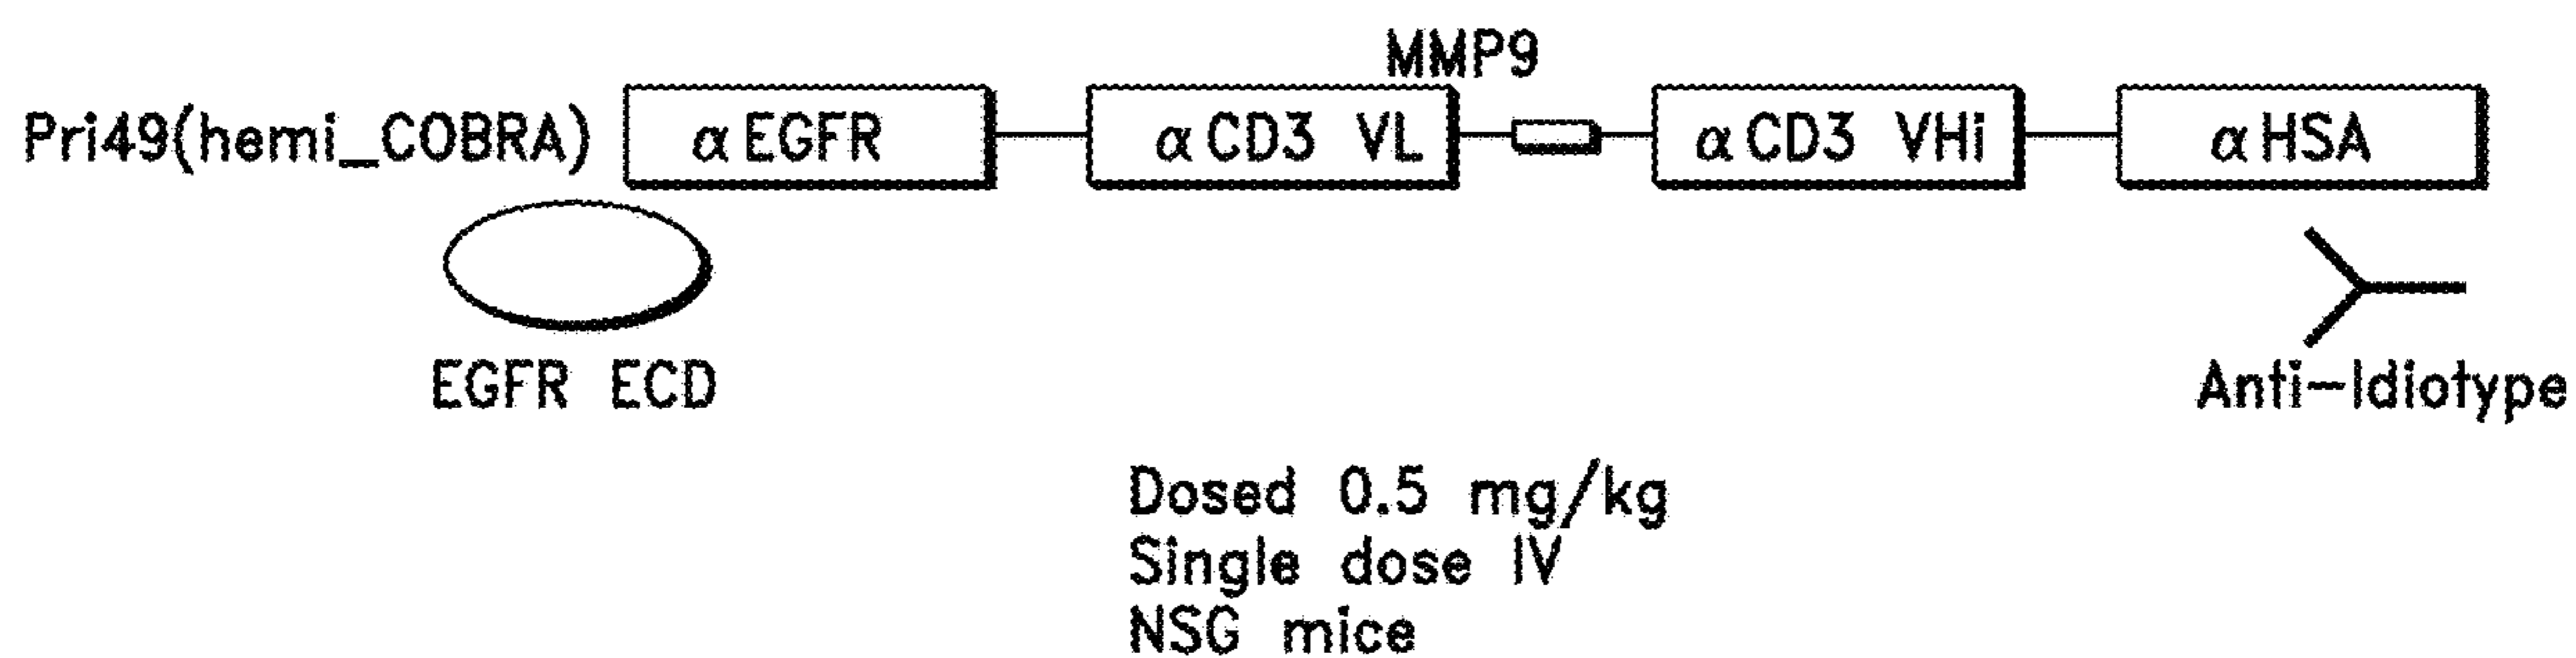 MMP9
Pri49(hemi_COBRA) αEGFR αCD3 VL αCD3 VHi αHSA
EGFR ECD
Anti-Idiotype
Dosed 0.5 mg/kg
Single dose IV
NSG mice